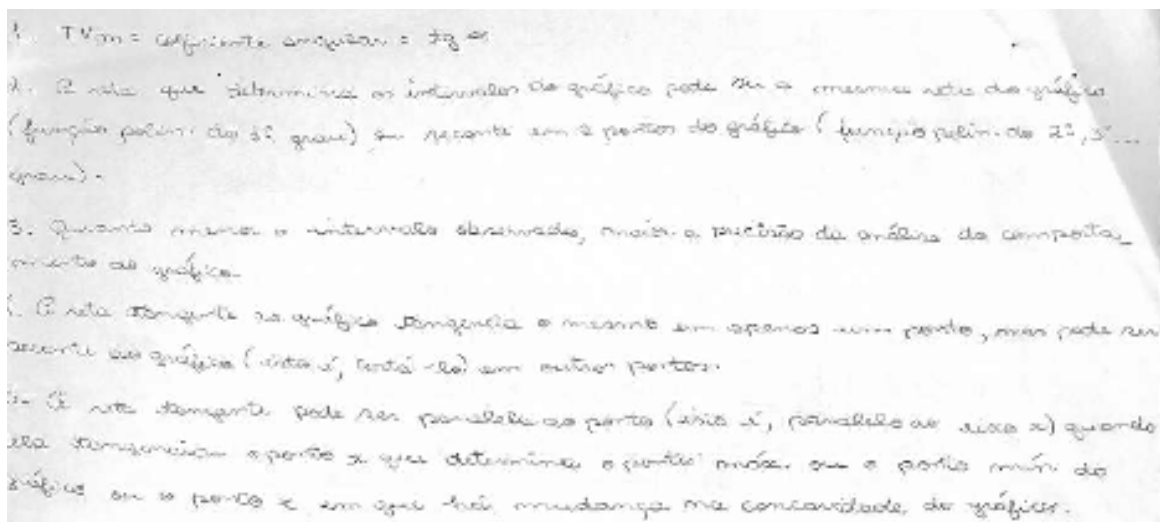 1. TVm = coeficiente angular = tg α
2. A reta que determina os intervalos do gráfico pode ser a mesma reta do gráfico
(função polin. do 1º grau) ou secante em 2 pontos do gráfico (função polin. do 2º, 3º...
grau).
3. Quanto menor o intervalo observado, maior a precisão da análise do comporta_
mento do gráfico.
A reta tangente ao gráfico tangencia o mesmo em apenas um ponto, mas pode ser
secante ao gráfico (isto é, cortá-lo) em outros pontos.
A reta tangente pode ser paralela ao ponto (isto é, paralela ao eixo x) quando
ela tangencia o ponto x que determina o ponto máx. ou o ponto mín. do
gráfico ou o ponto x em que há mudança na concavidade do gráfico.